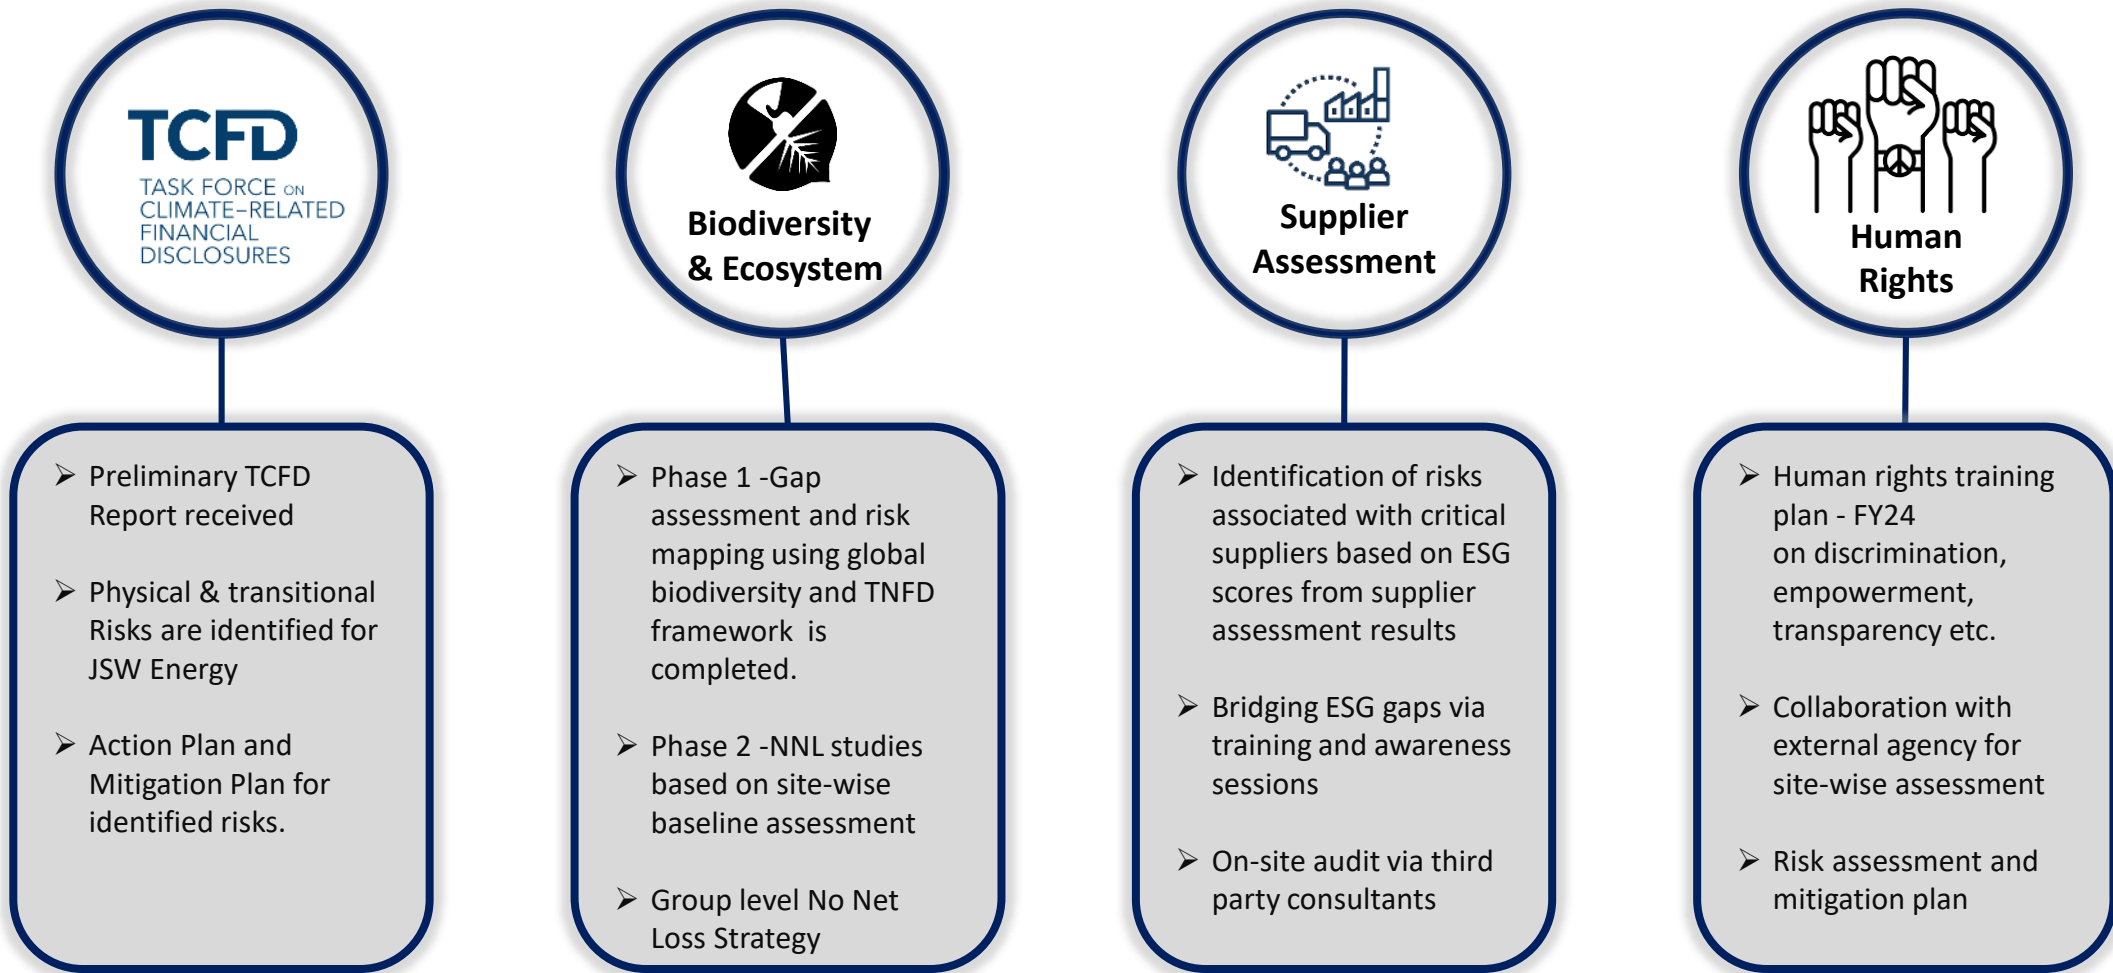 TCFD
TASK FORCE ON
CLIMATE-RELATED
FINANCIAL
DISCLOSURES
➢ Preliminary TCFD
Report received
➢ Physical & transitional
Risks are identified for
JSW Energy
➢ Action Plan and
Mitigation Plan for
identified risks.
Biodiversity
& Ecosystem
➢ Phase 1 -Gap
assessment and risk
mapping using global
biodiversity and TNFD
framework is
completed.
➢ Phase 2 -NNL studies
based on site-wise
baseline assessment
➢ Group level No Net
Loss Strategy
Supplier
Assessment
➢ Identification of risks
associated with critical
suppliers based on ESG
scores from supplier
assessment results
➢ Bridging ESG gaps via
training and awareness
sessions
➢ On-site audit via third
party consultants
Human
Rights
➢ Human rights training
plan - FY24
on discrimination,
empowerment,
transparency etc.
➢ Collaboration with
external agency for
site-wise assessment
➢ Risk assessment and
mitigation plan